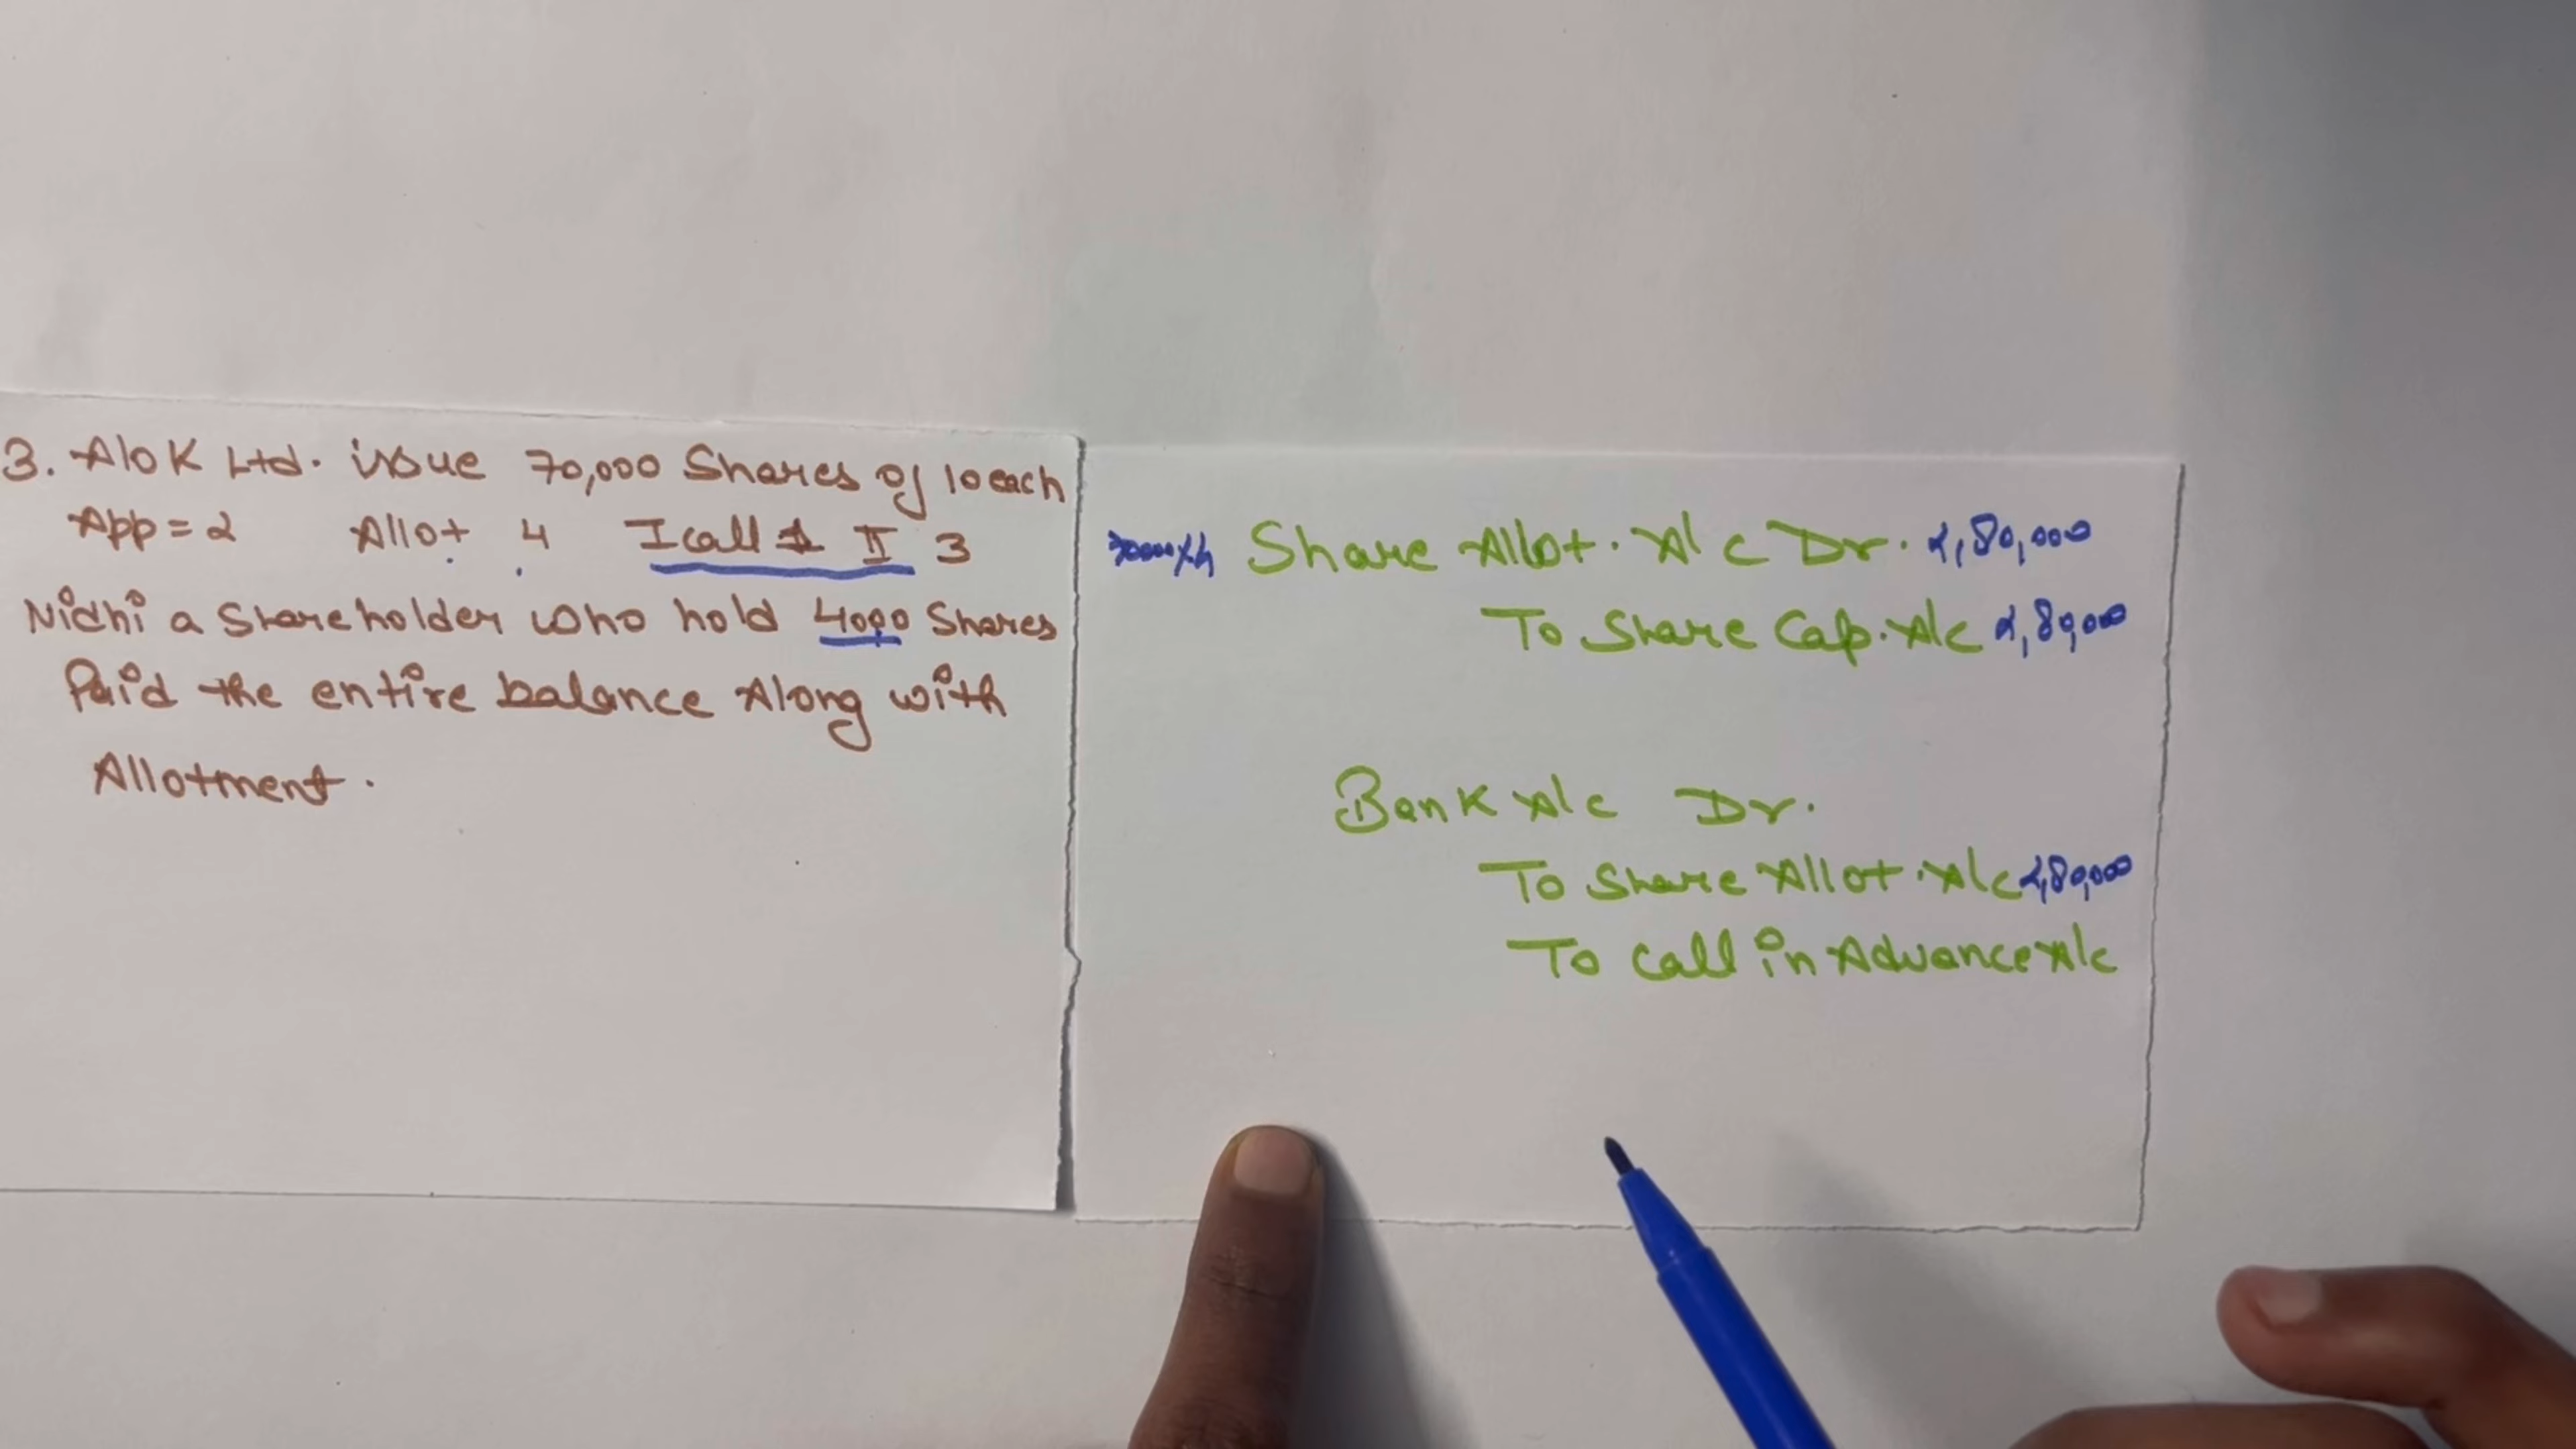 3. Alok Ltd. issue 70,000 Shares of 10 each
App = 2 Allot 4 I call 1 II 3
Nidhi a Shareholder who hold 4000 Shares
Paid the entire balance Along with
Allotment.
70000x4 Share Allot. A/c Dr. 2,80,000
To Share Cap. A/c 2,80,000
Bank A/c Dr.
To Share Allot. A/c 2,80,000
To Call in Advance A/c